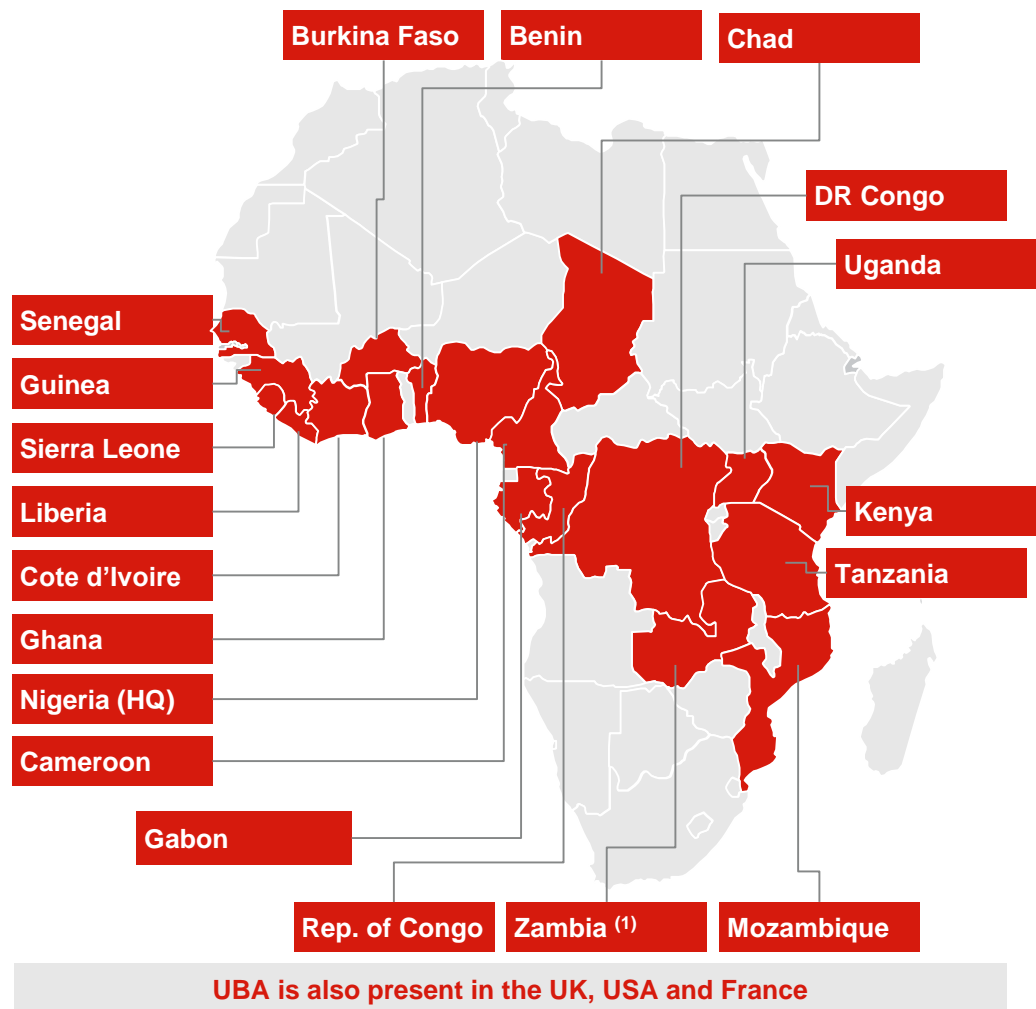 Burkina Faso
Benin
Chad
DR Congo
Uganda
Senegal
Guinea
Sierra Leone
Liberia
Kenya
Cote d’Ivoire
Tanzania
Ghana
Nigeria (HQ)
Cameroon
Gabon
Rep. of Congo
Zambia (1)
Mozambique
UBA is also present in the UK, USA and France